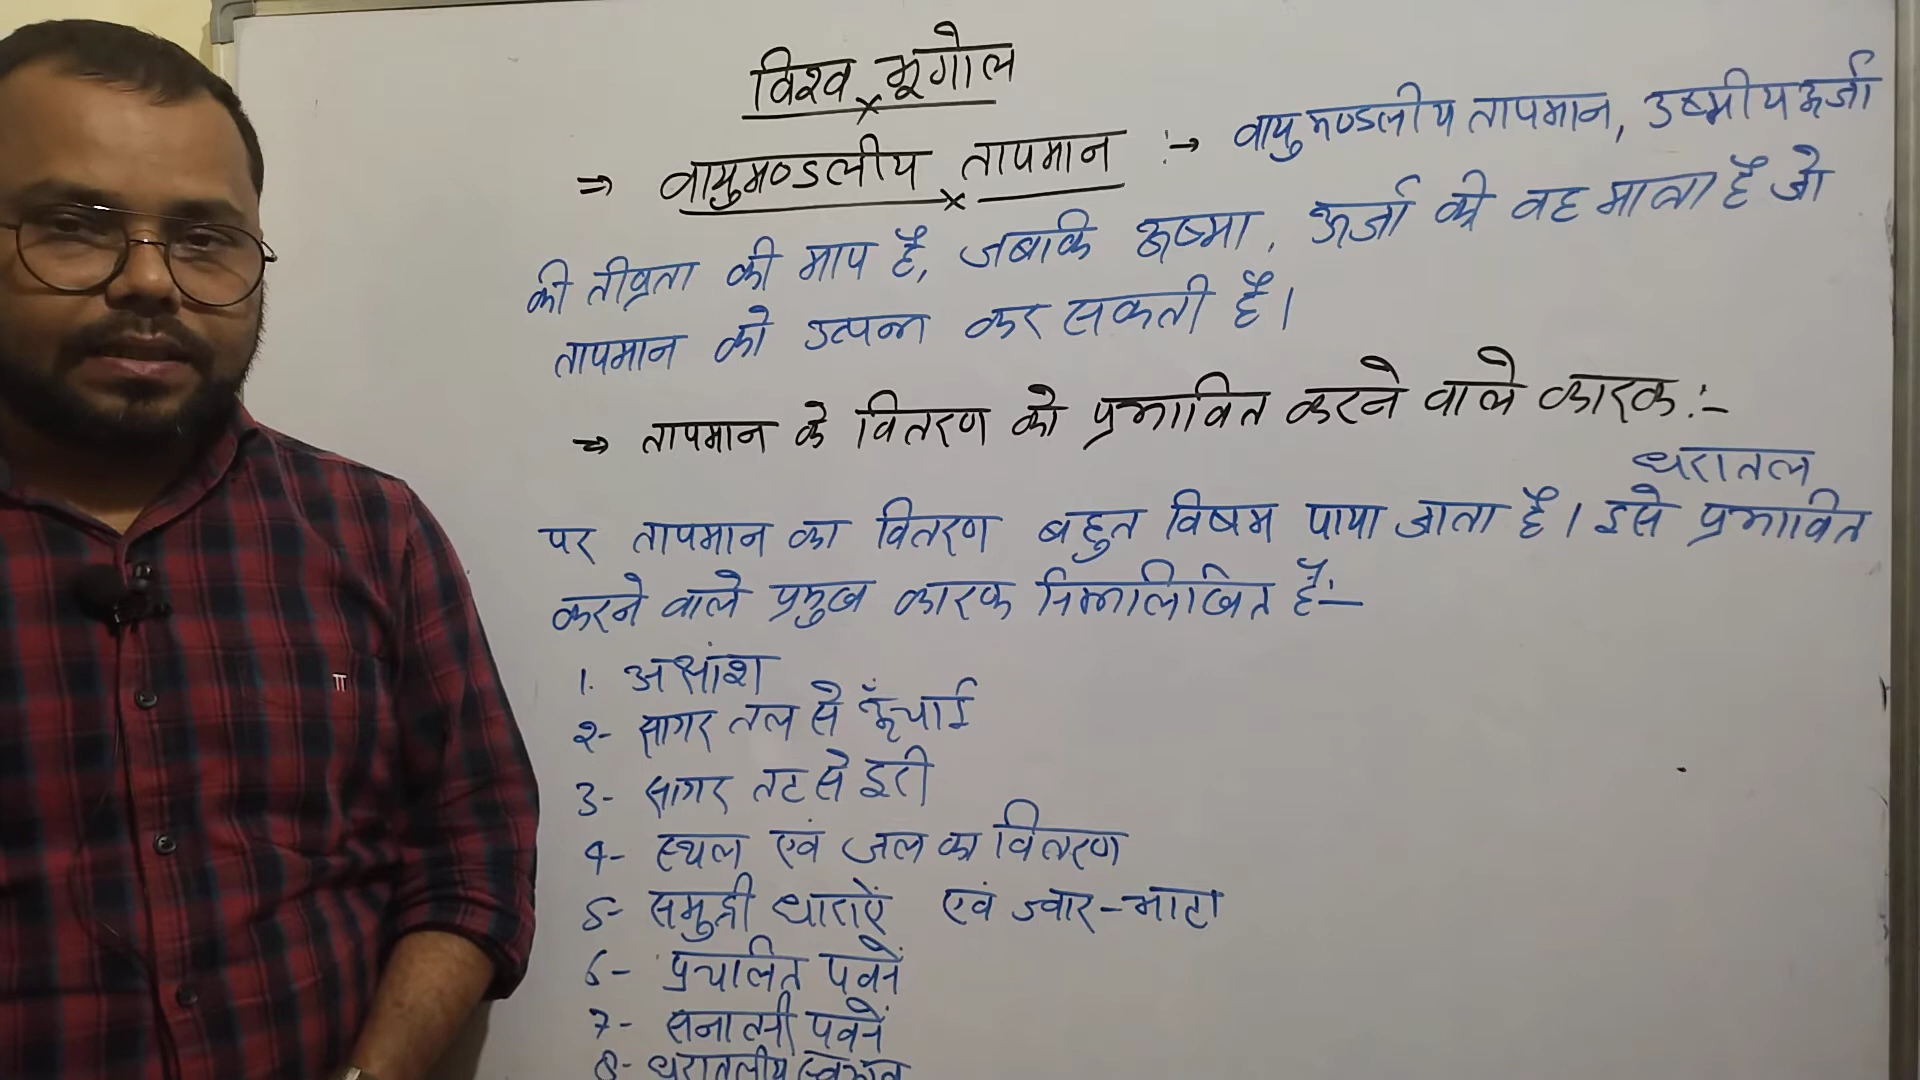 विश्व भूगोल
⇒ वायुमण्डलीय तापमान :→ वायुमण्डलीय तापमान, उष्मीय ऊर्जा
की तीव्रता की माप है, जबकि ऊष्मा, ऊर्जा की वह मात्रा है जो
तापमान को उत्पन्न कर सकती है।
⇒ तापमान के वितरण को प्रभावित करने वाले कारक :-
धरातल
पर तापमान का वितरण बहुत विषम पाया जाता है। इसे प्रभावित
करने वाले प्रमुख कारक निम्नलिखित हैं:—
1. अक्षांश
2- सागर तल से ऊँचाई
3- सागर तट से दूरी
4- स्थल एवं जल का वितरण
5- समुद्री धाराऐं एवं ज्वार-भाटा
6- प्रचलित पवनें
7- सनातनी पवनें
8- धरातलीय स्वरूप
π